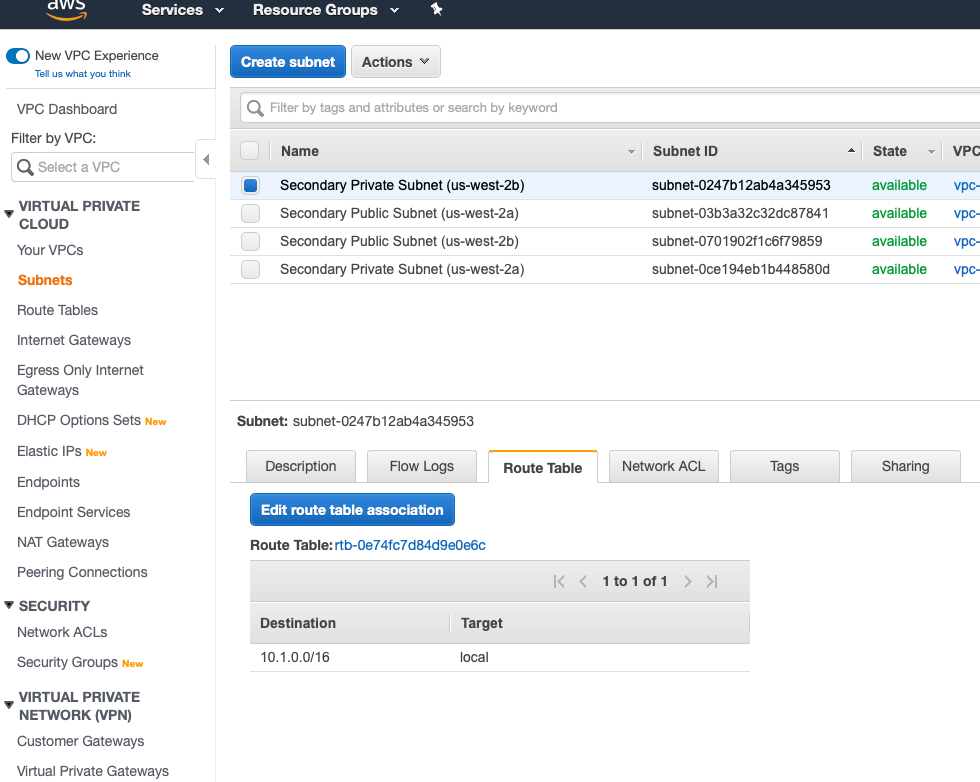 aws
Services
Resource Groups
New VPC Experience
Tell us what you think
VPC Dashboard
Filter by VPC:
Select a VPC
VIRTUAL PRIVATE
CLOUD
Your VPCs
Subnets
Route Tables
Internet Gateways
Egress Only Internet
Gateways
DHCP Options Sets New
Elastic IPs New
Endpoints
Endpoint Services
NAT Gateways
Peering Connections
SECURITY
Network ACLs
Security Groups New
VIRTUAL PRIVATE
NETWORK (VPN)
Customer Gateways
Virtual Private Gateways
Create subnet
Actions
Filter by tags and attributes or search by keyword
Name Subnet ID State VPC
Secondary Private Subnet (us-west-2b) subnet-0247b12ab4a345953 available vpc-
Secondary Public Subnet (us-west-2a) subnet-03b3a32c32dc87841 available vpc-
Secondary Public Subnet (us-west-2b) subnet-0701902f1c6f79859 available vpc-
Secondary Private Subnet (us-west-2a) subnet-0ce194eb1b448580d available vpc-
Subnet: subnet-0247b12ab4a345953
Description Flow Logs Route Table Network ACL Tags Sharing
Edit route table association
Route Table: rtb-0e74fc7d84d9e0e6c
1 to 1 of 1
Destination Target
10.1.0.0/16 local